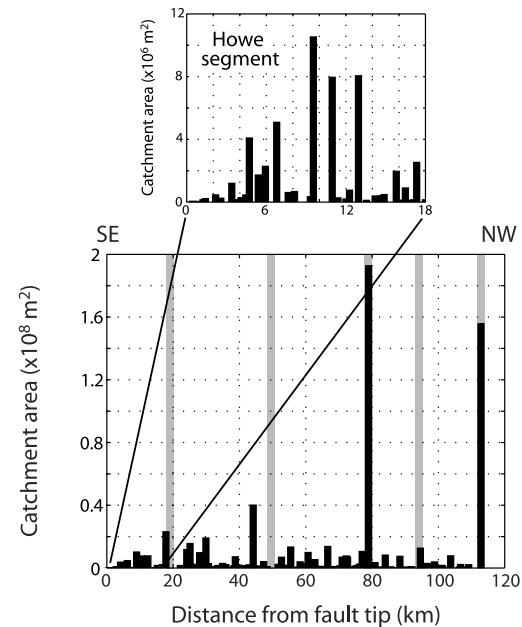 12
Howe
segment
8
4
0
Catchment area (x10⁶ m²)
0 6 12 18
SE NW
2
1.6
1.2
0.8
0.4
0
Catchment area (x10⁸ m²)
0 20 40 60 80 100 120
Distance from fault tip (km)